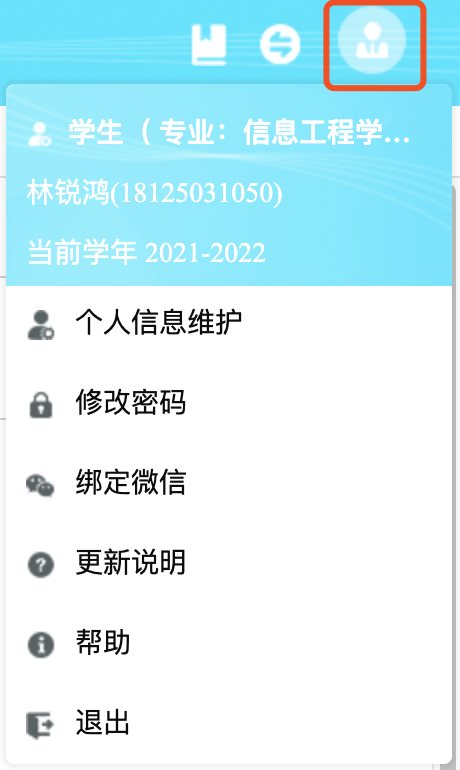 学生（ 专业：信息工程学...
林锐鸿(18125031050)
当前学年 2021-2022
个人信息维护
修改密码
绑定微信
更新说明
帮助
退出